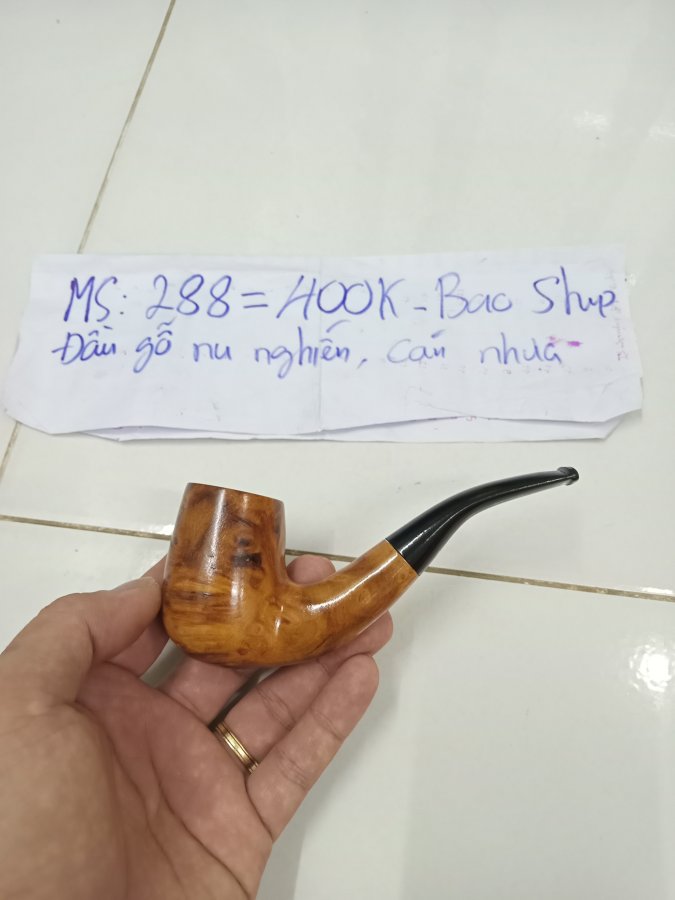 MS: 288 = 400K - Bao Ship
Đầu gỗ nu nghiến, cán nhựa